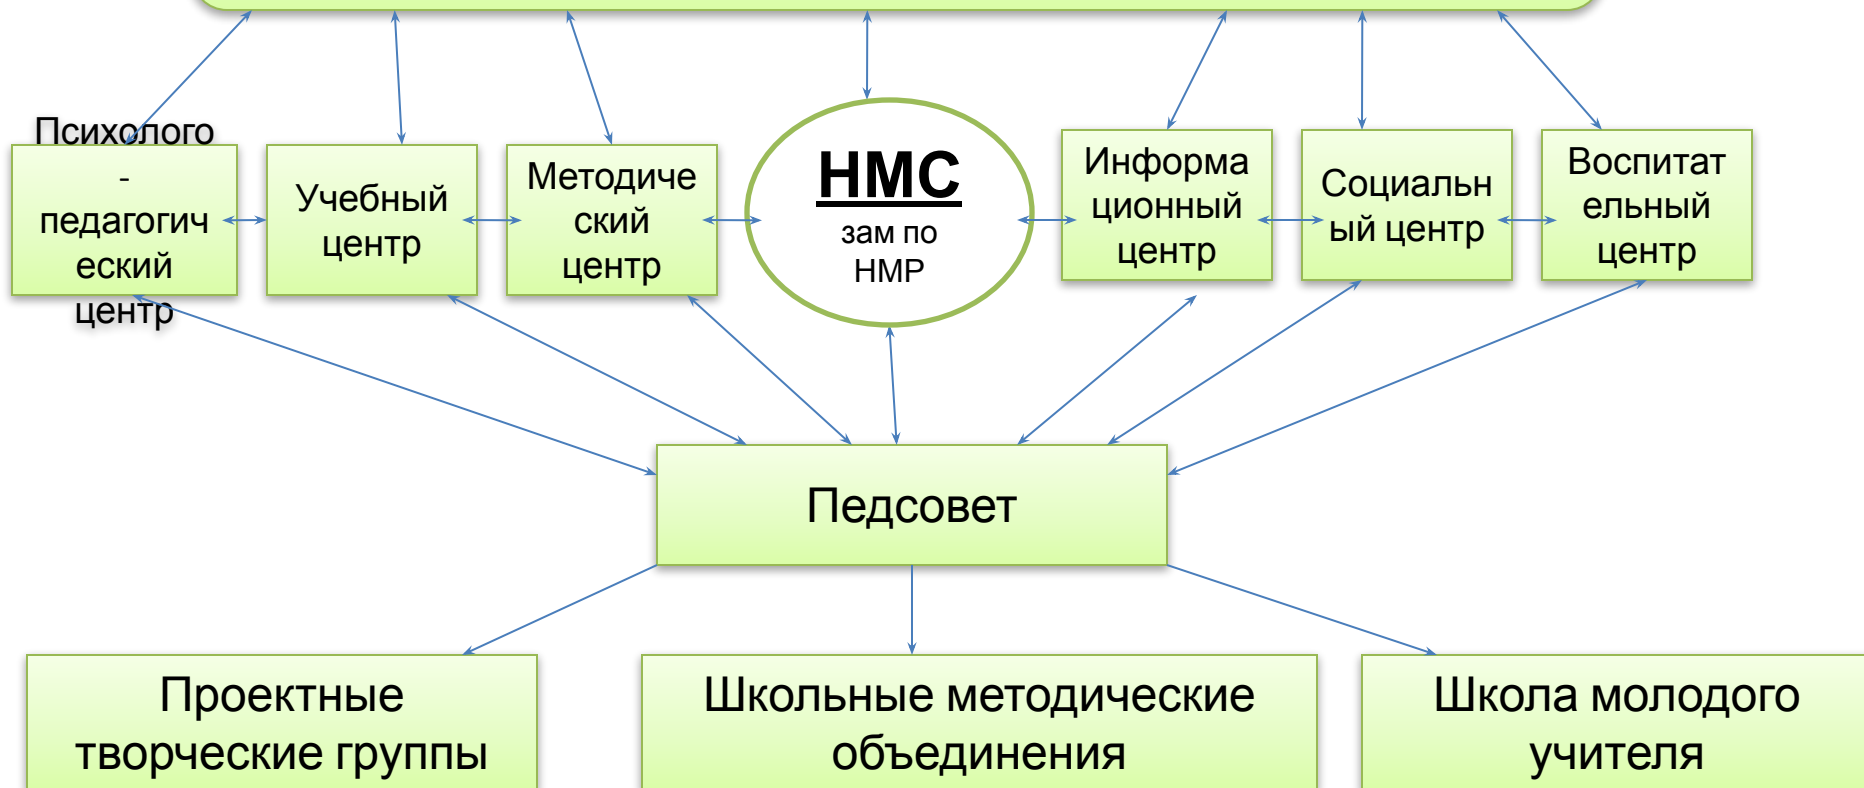 Психолого
-
педагогич
еский
центр
Учебный
центр
Методиче
ский
центр
НМС
зам по
НМР
Информа
ционный
центр
Социальн
ый центр
Воспитат
ельный
центр
Педсовет
Проектные
творческие группы
Школьные методические
объединения
Школа молодого
учителя